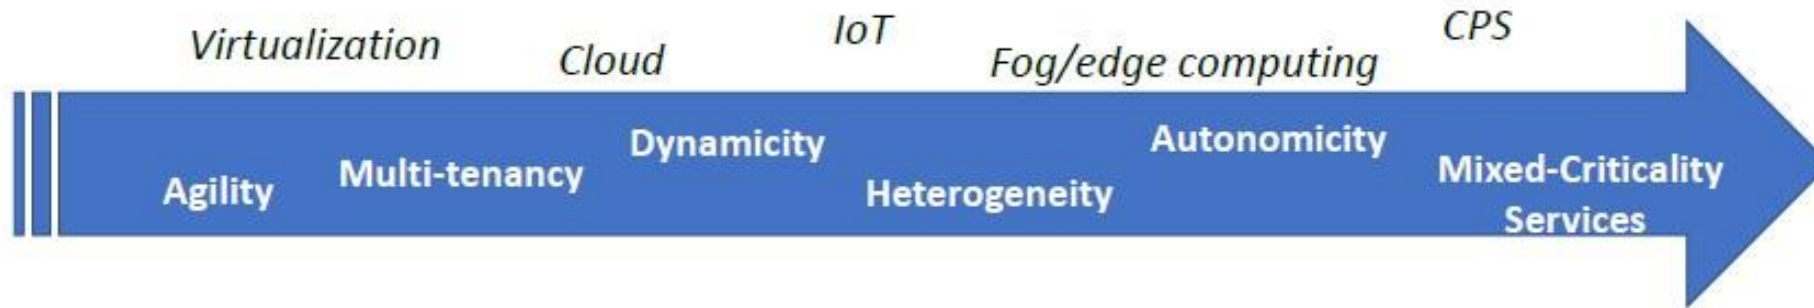 Virtualization
Cloud
IoT
Fog/edge computing
CPS
Agility
Multi-tenancy
Dynamicity
Heterogeneity
Autonomicity
Mixed-Criticality
Services